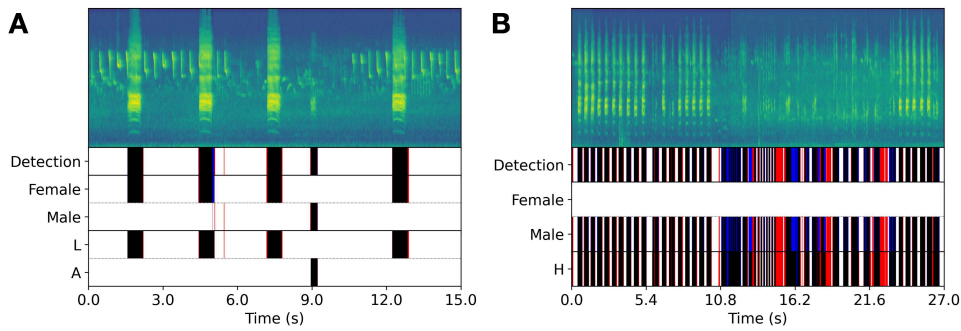 A
Detection
Female
Male
L
A
0.0 3.0 6.0 9.0 12.0 15.0
Time (s)
B
Detection
Female
Male
H
0.0 5.4 10.8 16.2 21.6 27.0
Time (s)